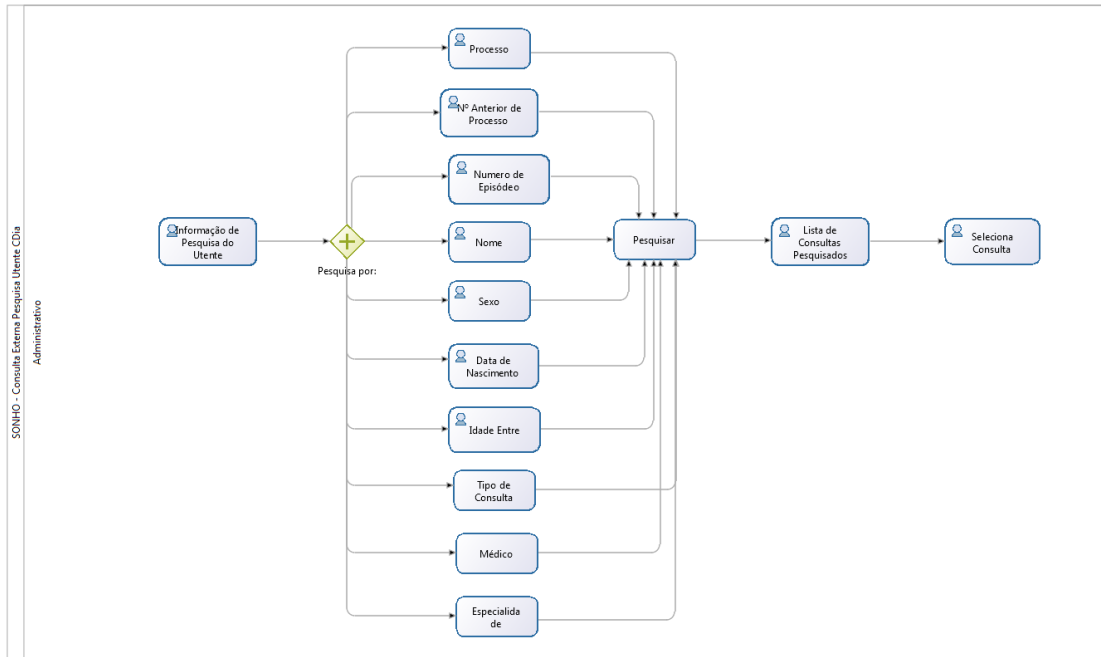 SONHO - Consulta Externa Pesquisa Utente CDia
Administrativo
Informação de
Pesquisa do
Utente
Pesquisa por:
Processo
Nº Anterior de
Processo
Numero de
Episódeo
Nome
Sexo
Data de
Nascimento
Idade Entre
Tipo de
Consulta
Médico
Especialida
de
Pesquisar
Lista de
Consultas
Pesquisados
Seleciona
Consulta